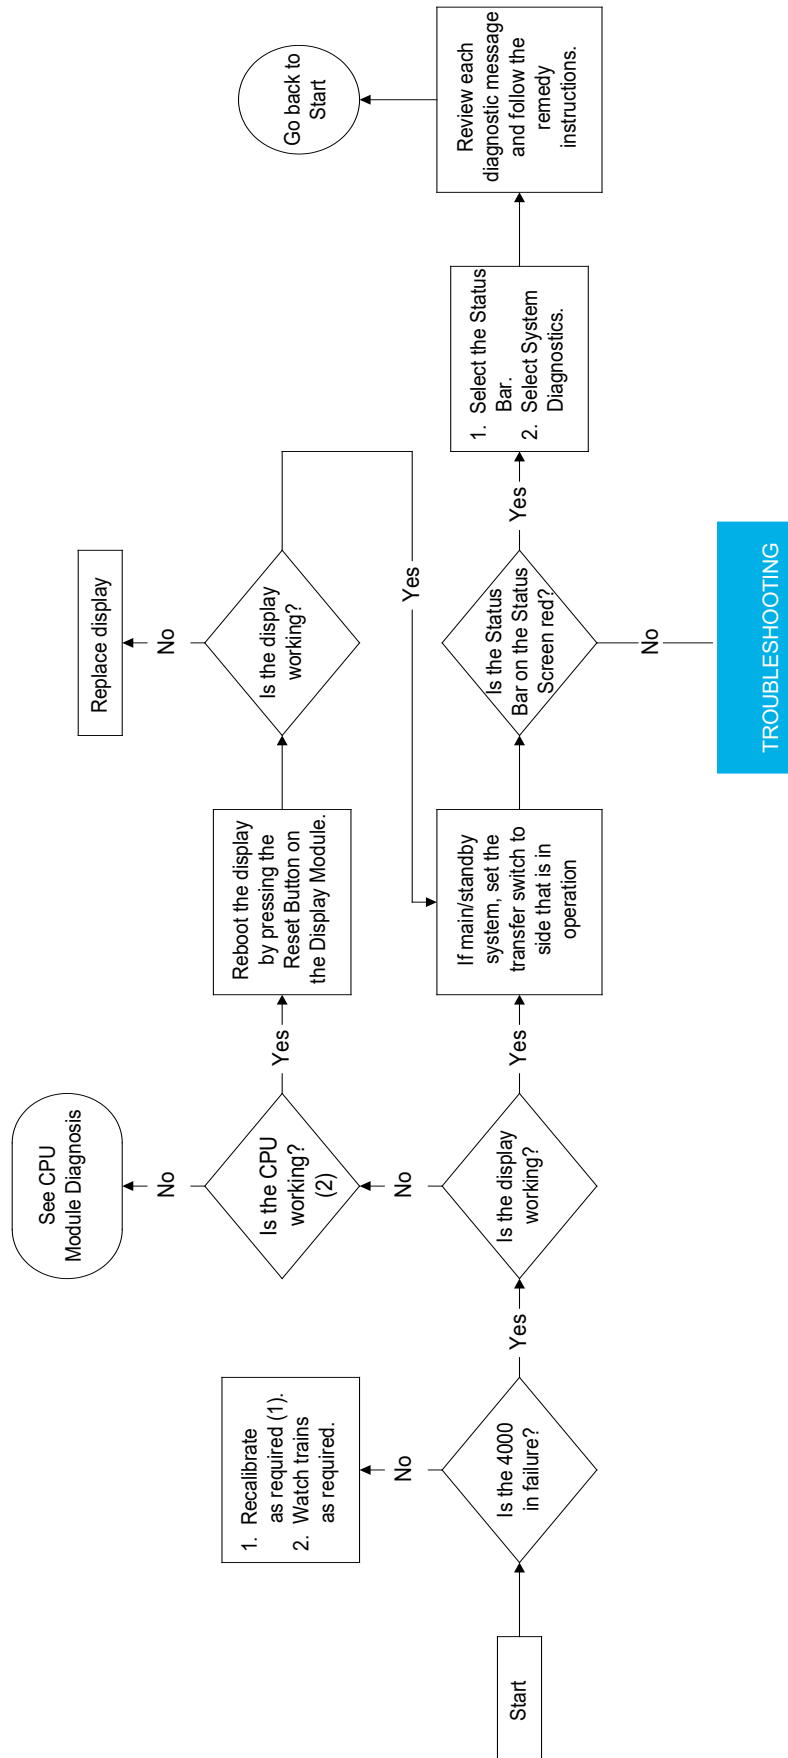 Start
Is the 4000
in failure?
No
1. Recalibrate
as required (1).
2. Watch trains
as required.
Yes
Is the display
working?
No
Is the CPU
working?
(2)
No
See CPU
Module Diagnosis
Yes
Reboot the display
by pressing the
Reset Button on
the Display Module.
Is the display
working?
No
Replace display
Yes
Yes
If main/standby
system, set the
transfer switch to
side that is in
operation
Is the Status
Bar on the Status
Screen red?
No
TROUBLESHOOTING
Yes
1. Select the Status
Bar.
2. Select System
Diagnostics.
Review each
diagnostic message
and follow the
remedy
instructions.
Go back to
Start